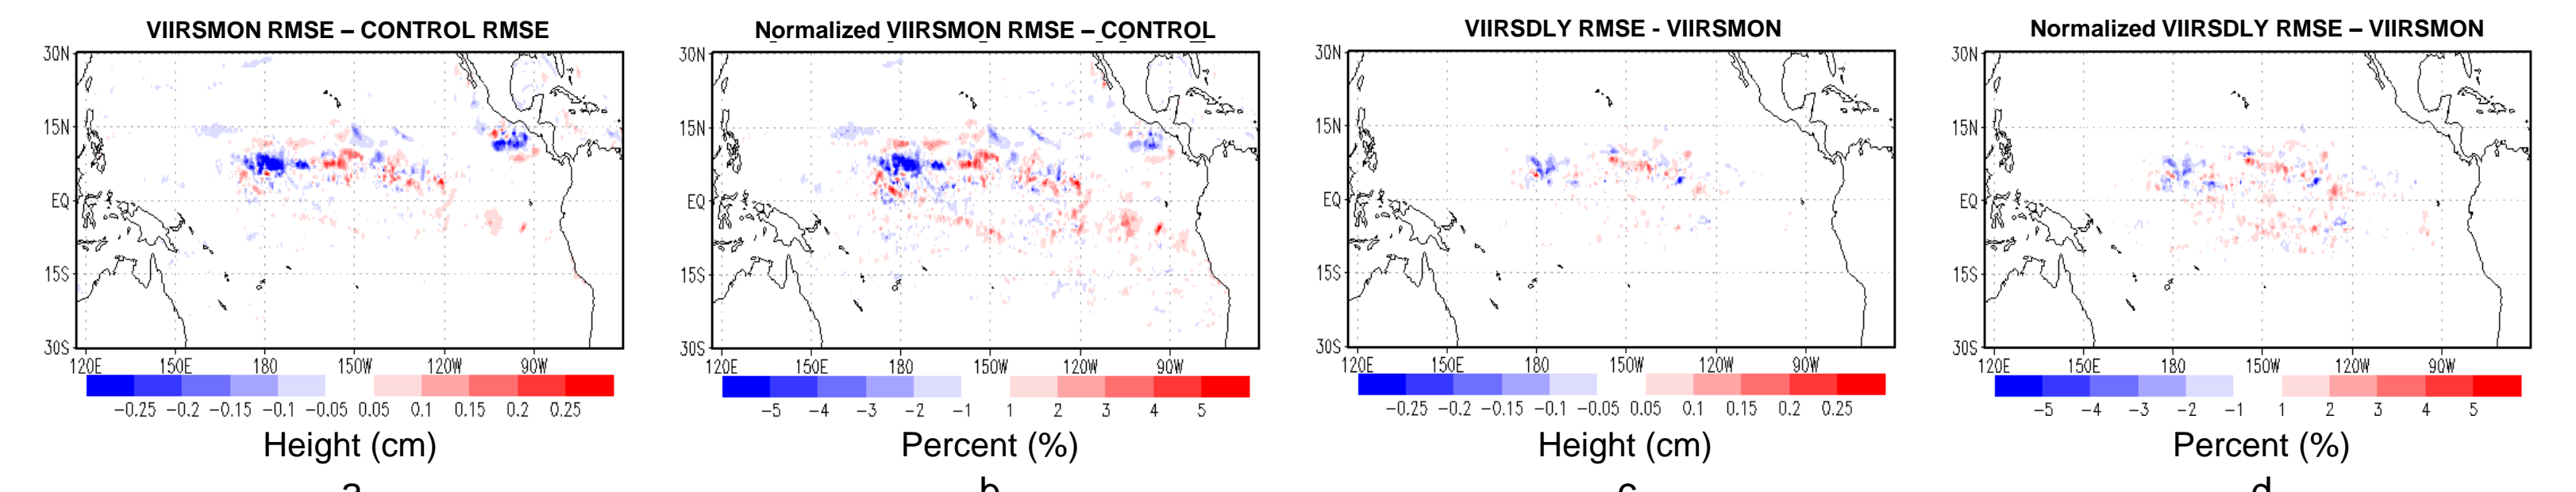 VIIRSMON RMSE – CONTROL RMSE
30N
15N
EQ
15S
30S
120E 150E 180 150W 120W 90W
−0.25 −0.2 −0.15 −0.1 −0.05 0.05 0.1 0.15 0.2 0.25
Height (cm)
a
Normalized VIIRSMON RMSE – CONTROL
30N
15N
EQ
15S
30S
120E 150E 180 150W 120W 90W
−5 −4 −3 −2 −1 1 2 3 4 5
Percent (%)
b
VIIRSDLY RMSE - VIIRSMON
30N
15N
EQ
15S
30S
120E 150E 180 150W 120W 90W
−0.25 −0.2 −0.15 −0.1 −0.05 0.05 0.1 0.15 0.2 0.25
Height (cm)
c
Normalized VIIRSDLY RMSE – VIIRSMON
30N
15N
EQ
15S
30S
120E 150E 180 150W 120W 90W
−5 −4 −3 −2 −1 1 2 3 4 5
Percent (%)
d